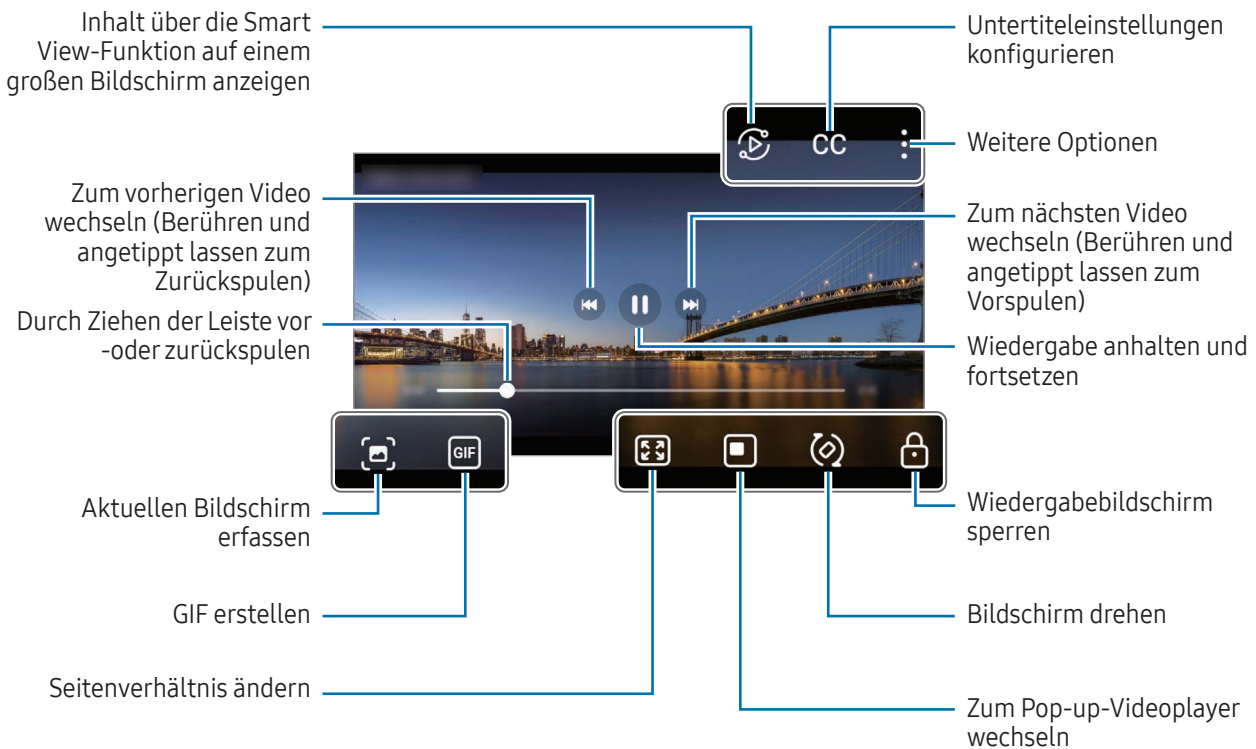 Inhalt über die Smart
View-Funktion auf einem
großen Bildschirm anzeigen
Untertiteleinstellungen
konfigurieren
CC
Weitere Optionen
Zum vorherigen Video
wechseln (Berühren und
angetippt lassen zum
Zurückspulen)
Zum nächsten Video
wechseln (Berühren und
angetippt lassen zum
Vorspulen)
Durch Ziehen der Leiste vor
-oder zurückspulen
Wiedergabe anhalten und
fortsetzen
GIF
Aktuellen Bildschirm
erfassen
Wiedergabebildschirm
sperren
GIF erstellen
Bildschirm drehen
Seitenverhältnis ändern
Zum Pop-up-Videoplayer
wechseln